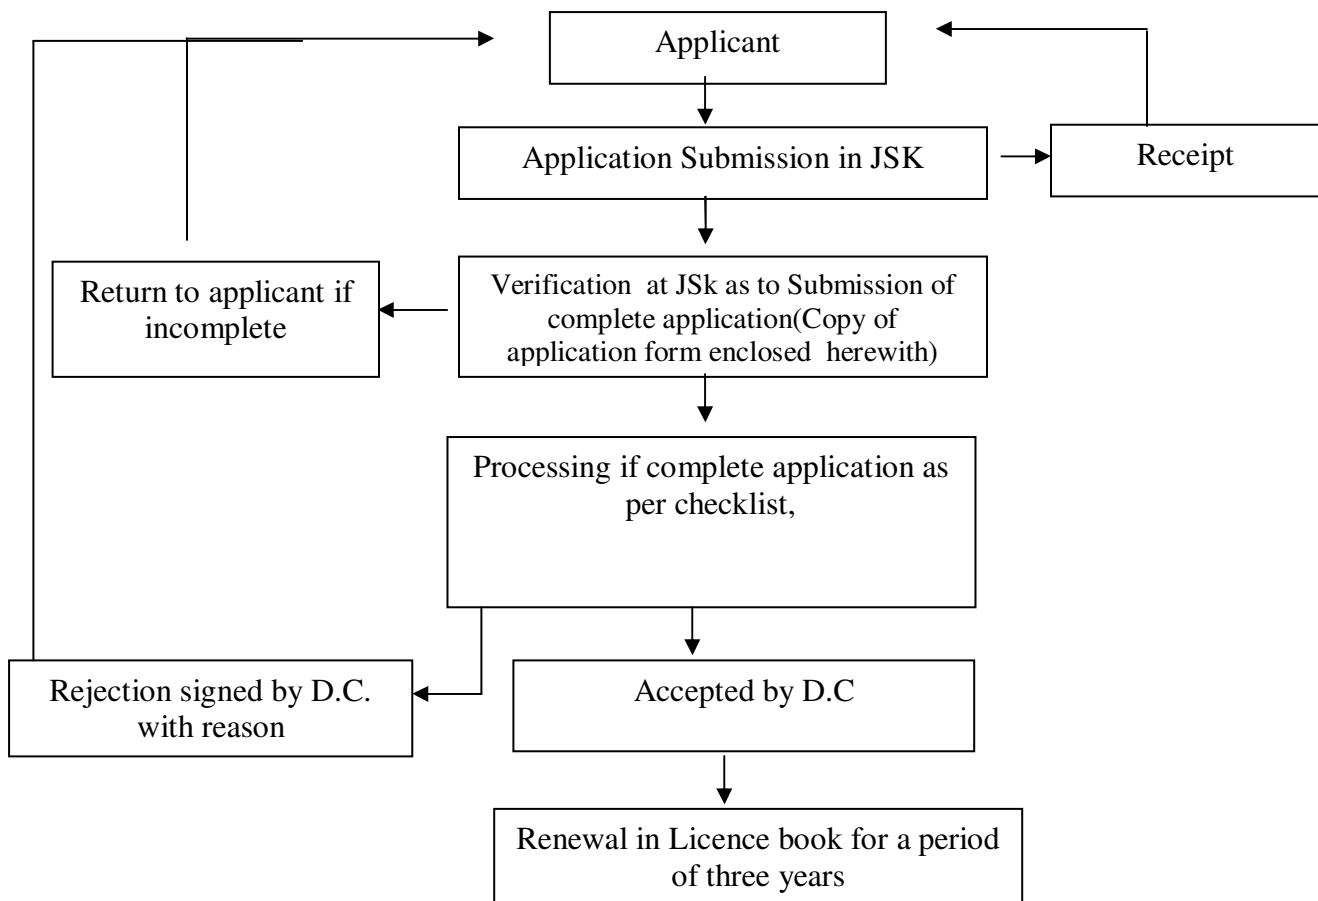 Applicant
Application Submission in JSK
Receipt
Return to applicant if
incomplete
Verification at JSk as to Submission of
complete application(Copy of
application form enclosed herewith)
Processing if complete application as
per checklist,
Rejection signed by D.C.
with reason
Accepted by D.C
Renewal in Licence book for a period
of three years